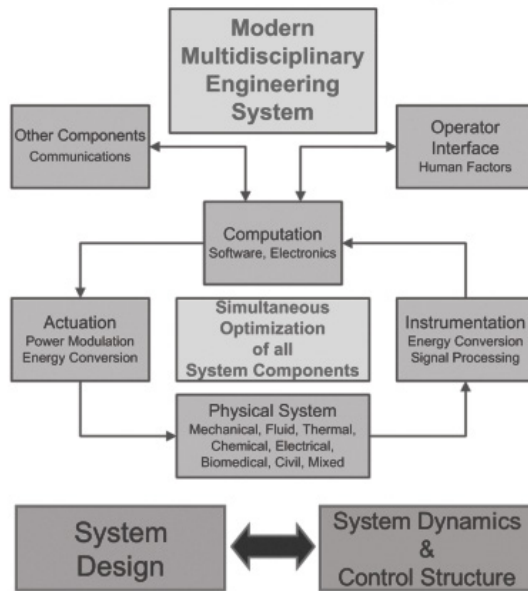 Modern
Multidisciplinary
Engineering
System
Other Components
Communications
Operator
Interface
Human Factors
Computation
Software, Electronics
Actuation
Power Modulation
Energy Conversion
Simultaneous
Optimization
of all
System Components
Instrumentation
Energy Conversion
Signal Processing
Physical System
Mechanical, Fluid, Thermal,
Chemical, Electrical,
Biomedical, Civil, Mixed
System
Design
System Dynamics
&
Control Structure